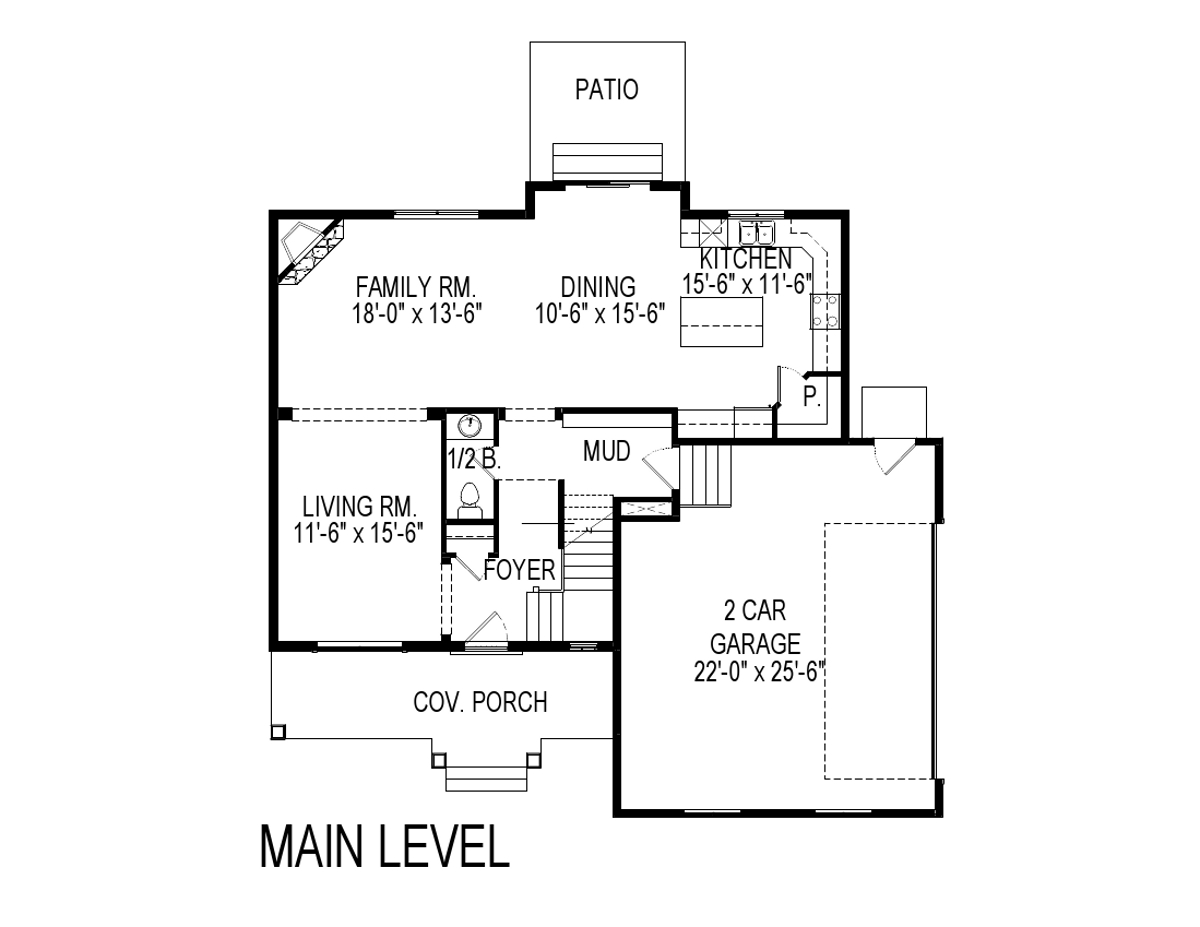 PATIO
KITCHEN
15'-6" x 11'-6"
FAMILY RM.
18'-0" x 13'-6"
DINING
10'-6" x 15'-6"
P.
MUD
1/2 B.
LIVING RM.
11'-6" x 15'-6"
FOYER
2 CAR
GARAGE
22'-0" x 25'-6"
COV. PORCH
MAIN LEVEL